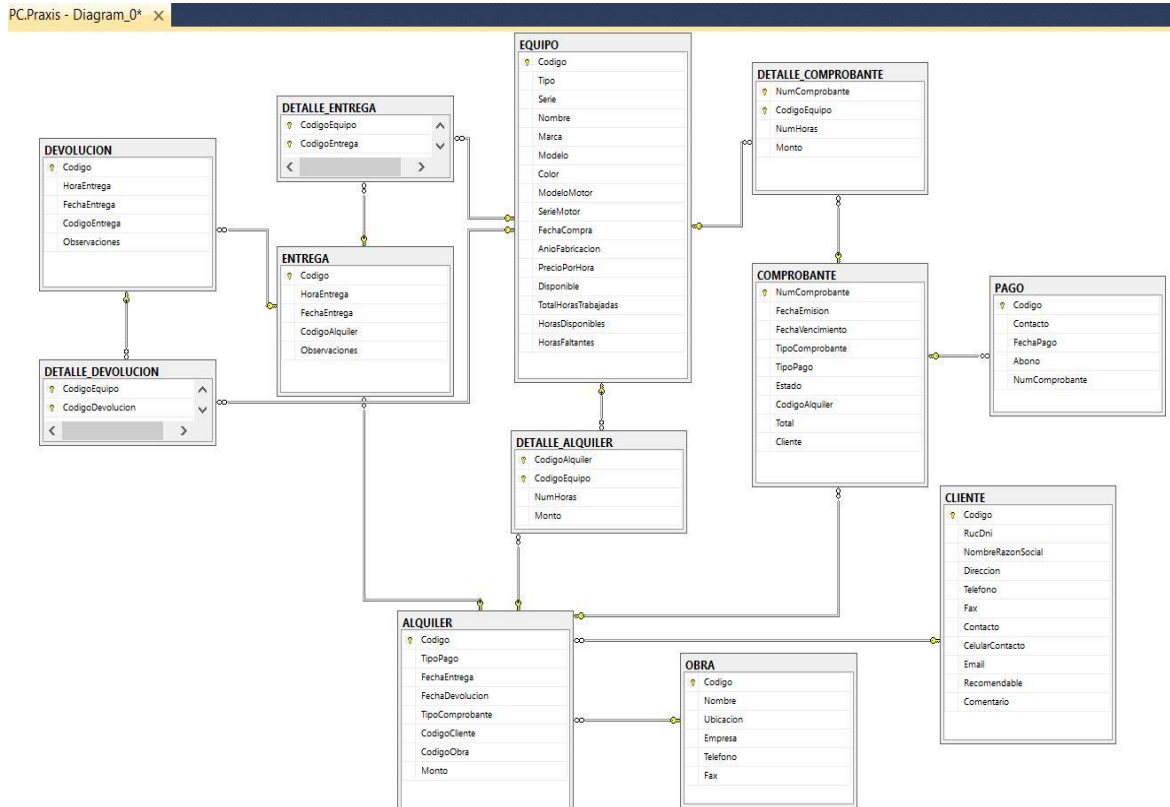 PC.Praxis - Diagram_0* ×
EQUIPO
Codigo
Tipo
Serie
Nombre
Marca
Modelo
Color
ModeloMotor
SerieMotor
FechaCompra
AnioFabricacion
PrecioPorHora
Disponible
TotalHorasTrabajadas
HorasDisponibles
HorasFaltantes
DETALLE_COMPROBANTE
NumComprobante
CodigoEquipo
NumHoras
Monto
DETALLE_ENTREGA
CodigoEquipo
CodigoEntrega
DEVOLUCION
Codigo
HoraEntrega
FechaEntrega
CodigoEntrega
Observaciones
ENTREGA
Codigo
HoraEntrega
FechaEntrega
CodigoAlquiler
Observaciones
COMPROBANTE
NumComprobante
FechaEmision
FechaVencimiento
TipoComprobante
TipoPago
Estado
CodigoAlquiler
Total
Cliente
PAGO
Codigo
Contacto
FechaPago
Abono
NumComprobante
DETALLE_DEVOLUCION
CodigoEquipo
CodigoDevolucion
DETALLE_ALQUILER
CodigoAlquiler
CodigoEquipo
NumHoras
Monto
CLIENTE
Codigo
RucDni
NombreRazonSocial
Direccion
Telefono
Fax
Contacto
CelularContacto
Email
Recomendable
Comentario
ALQUILER
Codigo
TipoPago
FechaEntrega
FechaDevolucion
TipoComprobante
CodigoCliente
CodigoObra
Monto
OBRA
Codigo
Nombre
Ubicacion
Empresa
Telefono
Fax